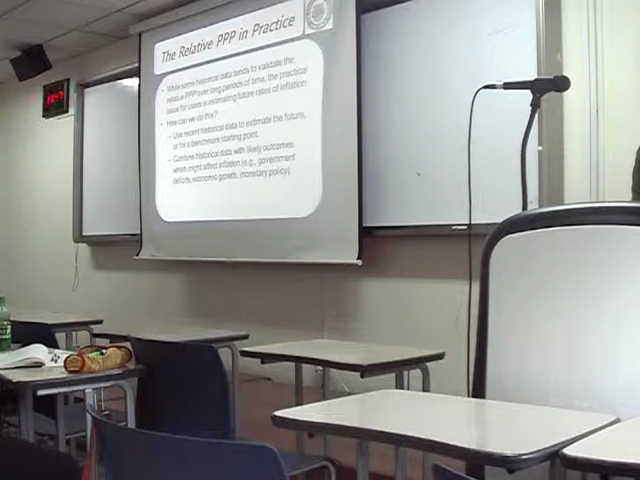 The Relative PPP in Practice
• While some historical data tends to validate the
relative PPP over long periods of time, the practical
issue for users is estimating future rates of inflation.
• How can we do this?
– Use recent historical data to estimate the future,
or for a benchmark starting point.
– Combine historical data with likely outcomes
which might affect inflation (e.g., government
deficits, economic growth, monetary policy)